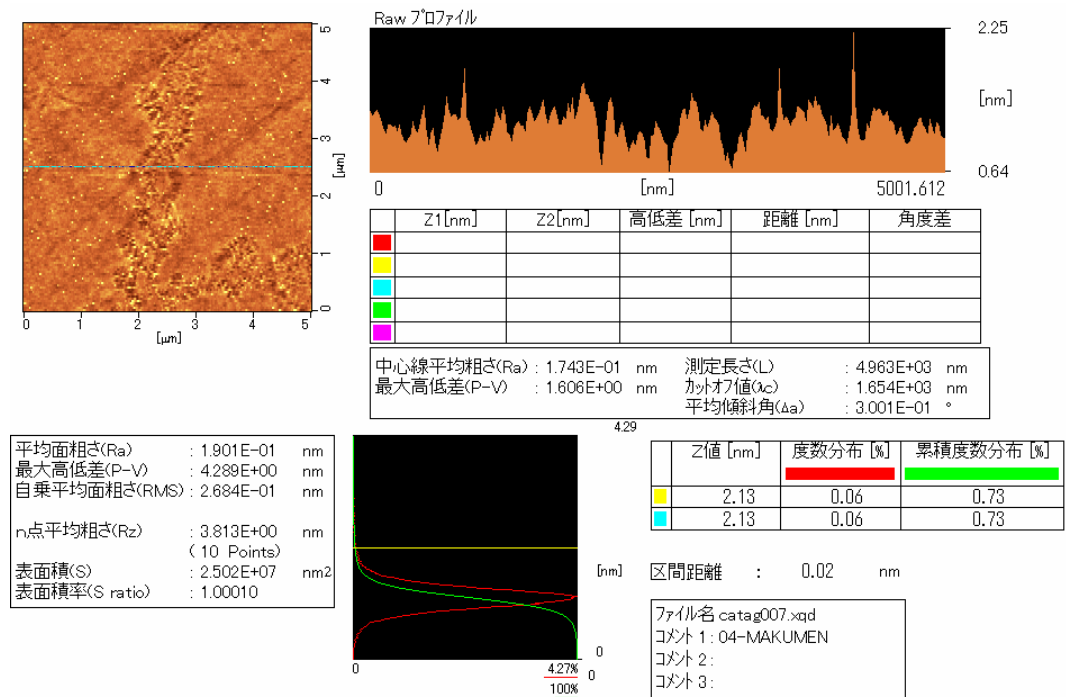 Raw プロファイル
2.25
[nm]
0.64
0 [nm] 5001.612
5
4
3
2
1
0
[μm]
0 1 2 3 4 5
[μm]
Z1[nm] Z2[nm] 高低差 [nm] 距離 [nm] 角度差
中心線平均粗さ(Ra) : 1.743E-01 nm 測定長さ(L) : 4.963E+03 nm
最大高低差(P-V) : 1.606E+00 nm カットオフ値(λc) : 1.654E+03 nm
平均傾斜角(Δa) : 3.001E-01 °
平均面粗さ(Ra) : 1.901E-01 nm
最大高低差(P-V) : 4.289E+00 nm
自乗平均面粗さ(RMS) : 2.684E-01 nm
n点平均粗さ(Rz) : 3.813E+00 nm
(10 Points)
表面積(S) : 2.502E+07 nm2
表面積率(S ratio) : 1.00010
4.29
[nm]
0
0 4.27% 0
100%
Z値 [nm] 度数分布 [%] 累積度数分布 [%]
2.13 0.06 0.73
2.13 0.06 0.73
区間距離 : 0.02 nm
ファイル名 catag007.xqd
コメント 1 : 04-MAKUMEN
コメント 2 :
コメント 3 :